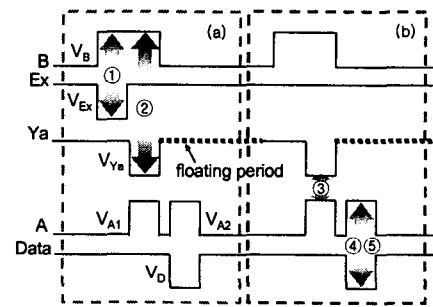 (a)
(b)
B
V_B
Ex
①
V_Ex
②
Ya
V_Ya
floating period
③
V_A1
V_A2
A
④⑤
Data
V_D